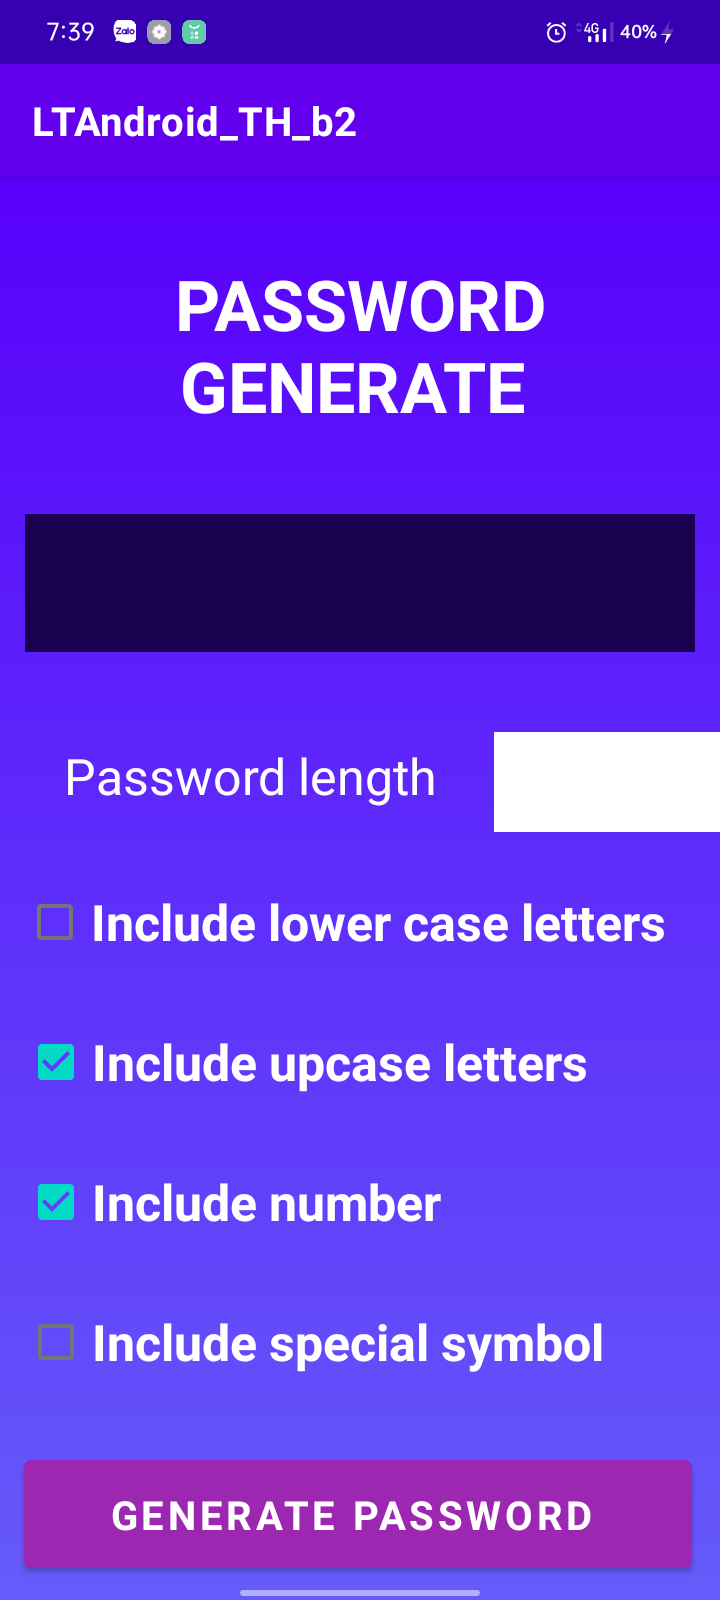 7:39 Zalo 4G 40%
LTAndroid_TH_b2
PASSWORD
GENERATE
Password length
Include lower case letters
Include upcase letters
Include number
Include special symbol
GENERATE PASSWORD